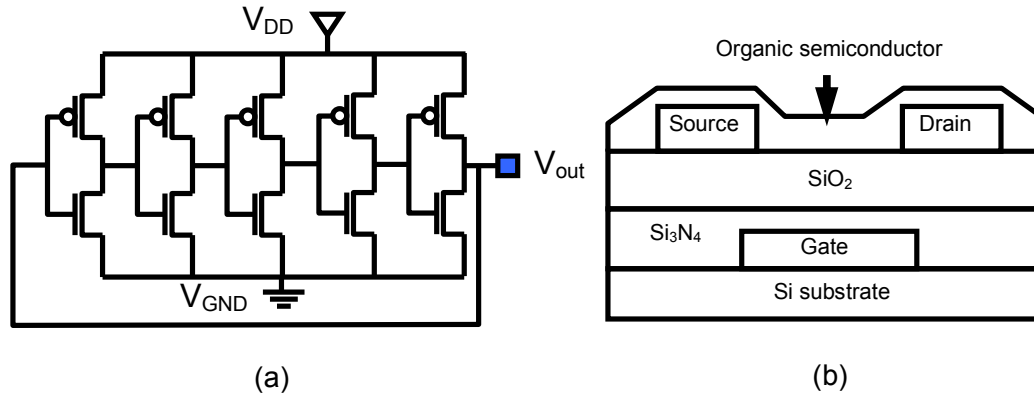 V_DD
V_out
V_GND
(a)
Organic semiconductor
Source
Drain
SiO₂
Si₃N₄
Gate
Si substrate
(b)